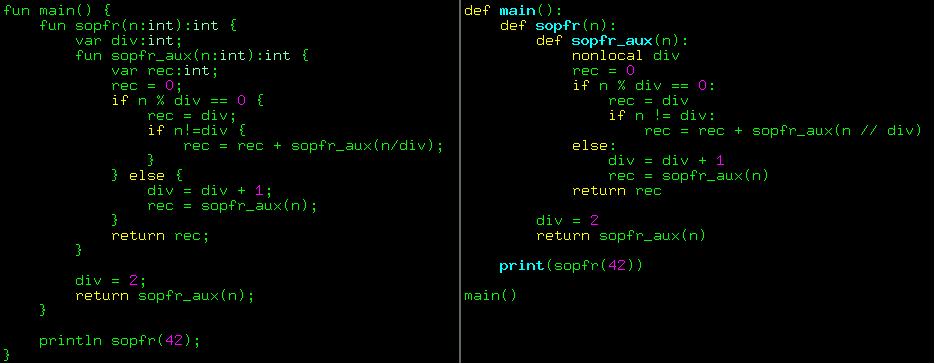 fun main() {
    fun sopfr(n:int):int {
        var div:int;
        fun sopfr_aux(n:int):int {
            var rec:int;
            rec = 0;
            if n % div == 0 {
                rec = div;
                if n!=div {
                    rec = rec + sopfr_aux(n/div);
                }
            } else {
                div = div + 1;
                rec = sopfr_aux(n);
            }
            return rec;
        }

        div = 2;
        return sopfr_aux(n);
    }

    println sopfr(42);
}
def main():
    def sopfr(n):
        def sopfr_aux(n):
            nonlocal div
            rec = 0
            if n % div == 0:
                rec = div
                if n != div:
                    rec = rec + sopfr_aux(n // div)
            else:
                div = div + 1
                rec = sopfr_aux(n)
            return rec

        div = 2
        return sopfr_aux(n)

    print(sopfr(42))

main()